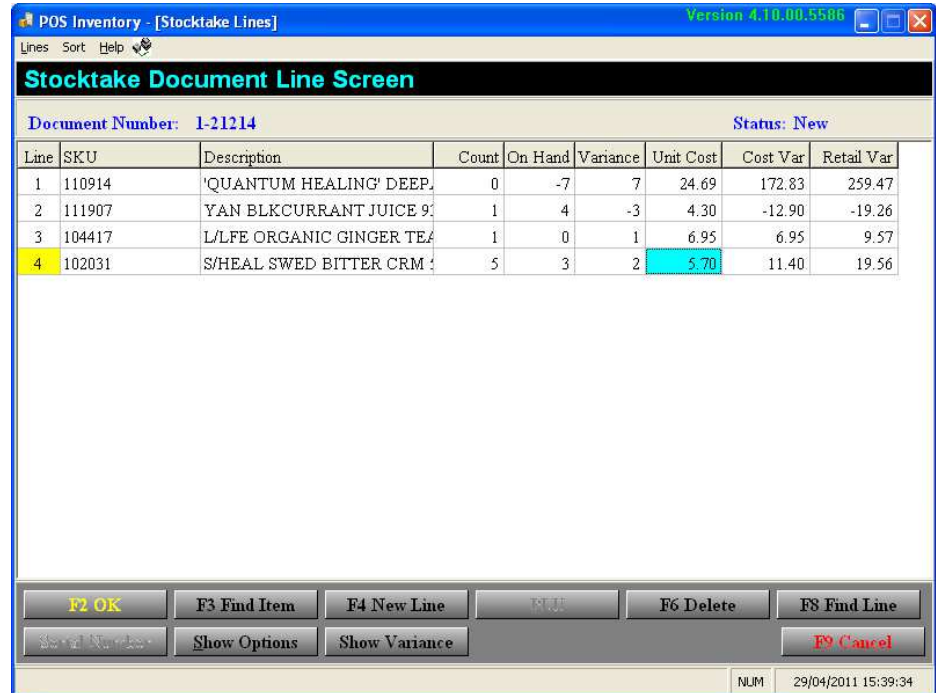 POS Inventory - [Stocktake Lines] Version 4.10.00.5586
Lines Sort Help
Stocktake Document Line Screen
Document Number: 1-21214 Status: New
Line SKU Description Count On Hand Variance Unit Cost Cost Var Retail Var
1 110914 'QUANTUM HEALING' DEEP 0 -7 7 24.69 172.83 259.47
2 111907 YAN BLKCURRANT JUICE 1 4 -3 4.30 -12.90 -19.26
3 104417 L/LFE ORGANIC GINGER TEA 1 0 1 6.95 6.95 9.57
4 102031 S/HEAL SWED BITTER CRM 5 3 2 5.70 11.40 19.56
F2 OK F3 Find Item F4 New Line PLU F6 Delete F8 Find Line
Serial Number Show Options Show Variance F9 Cancel
NUM 29/04/2011 15:39:34